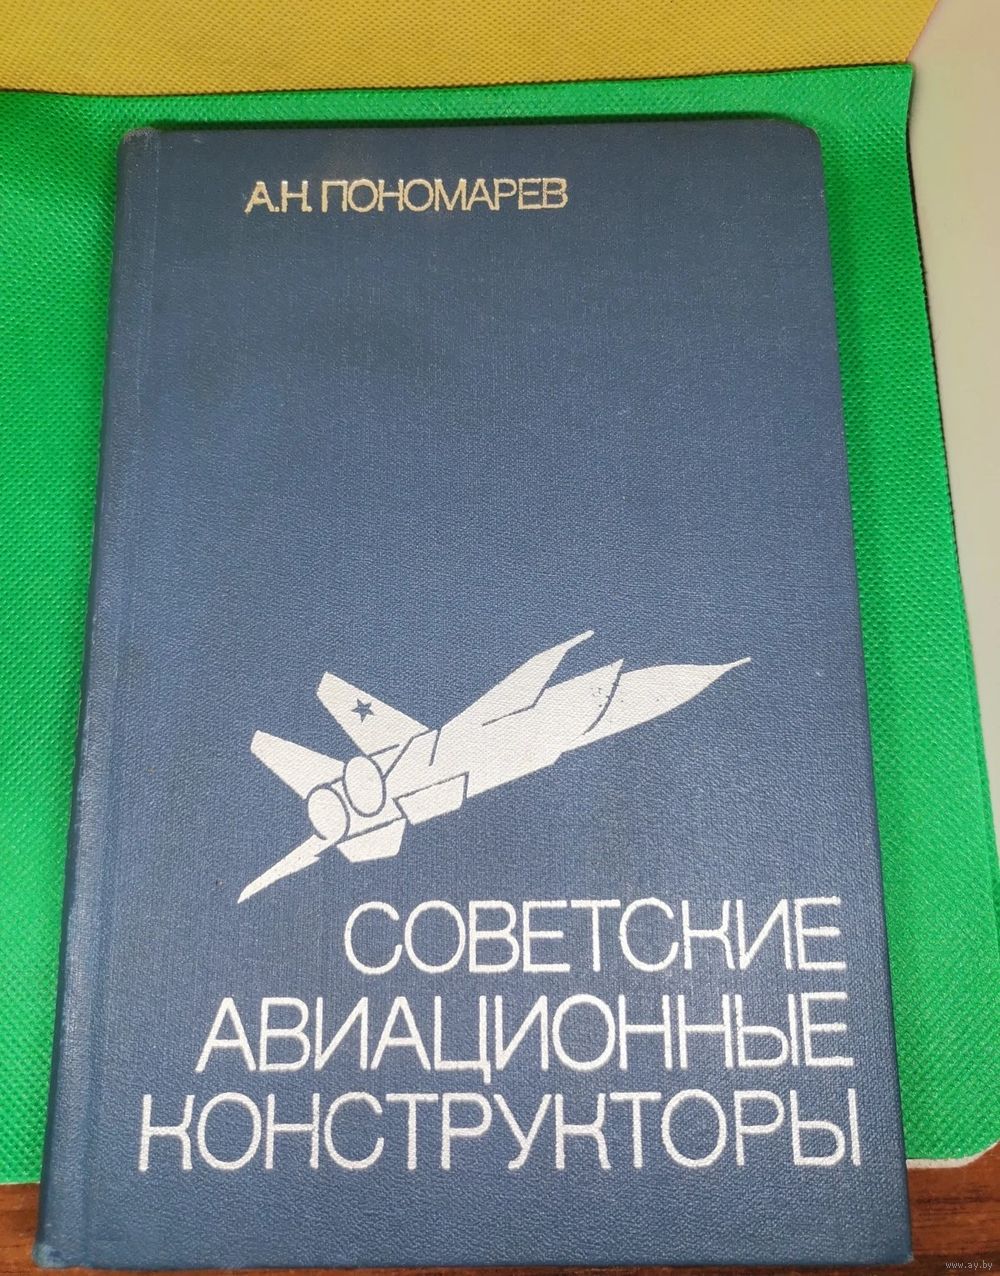 А.Н. ПОНОМАРЕВ
СОВЕТСКИЕ
АВИАЦИОННЫЕ
КОНСТРУКТОРЫ
www.ay.by